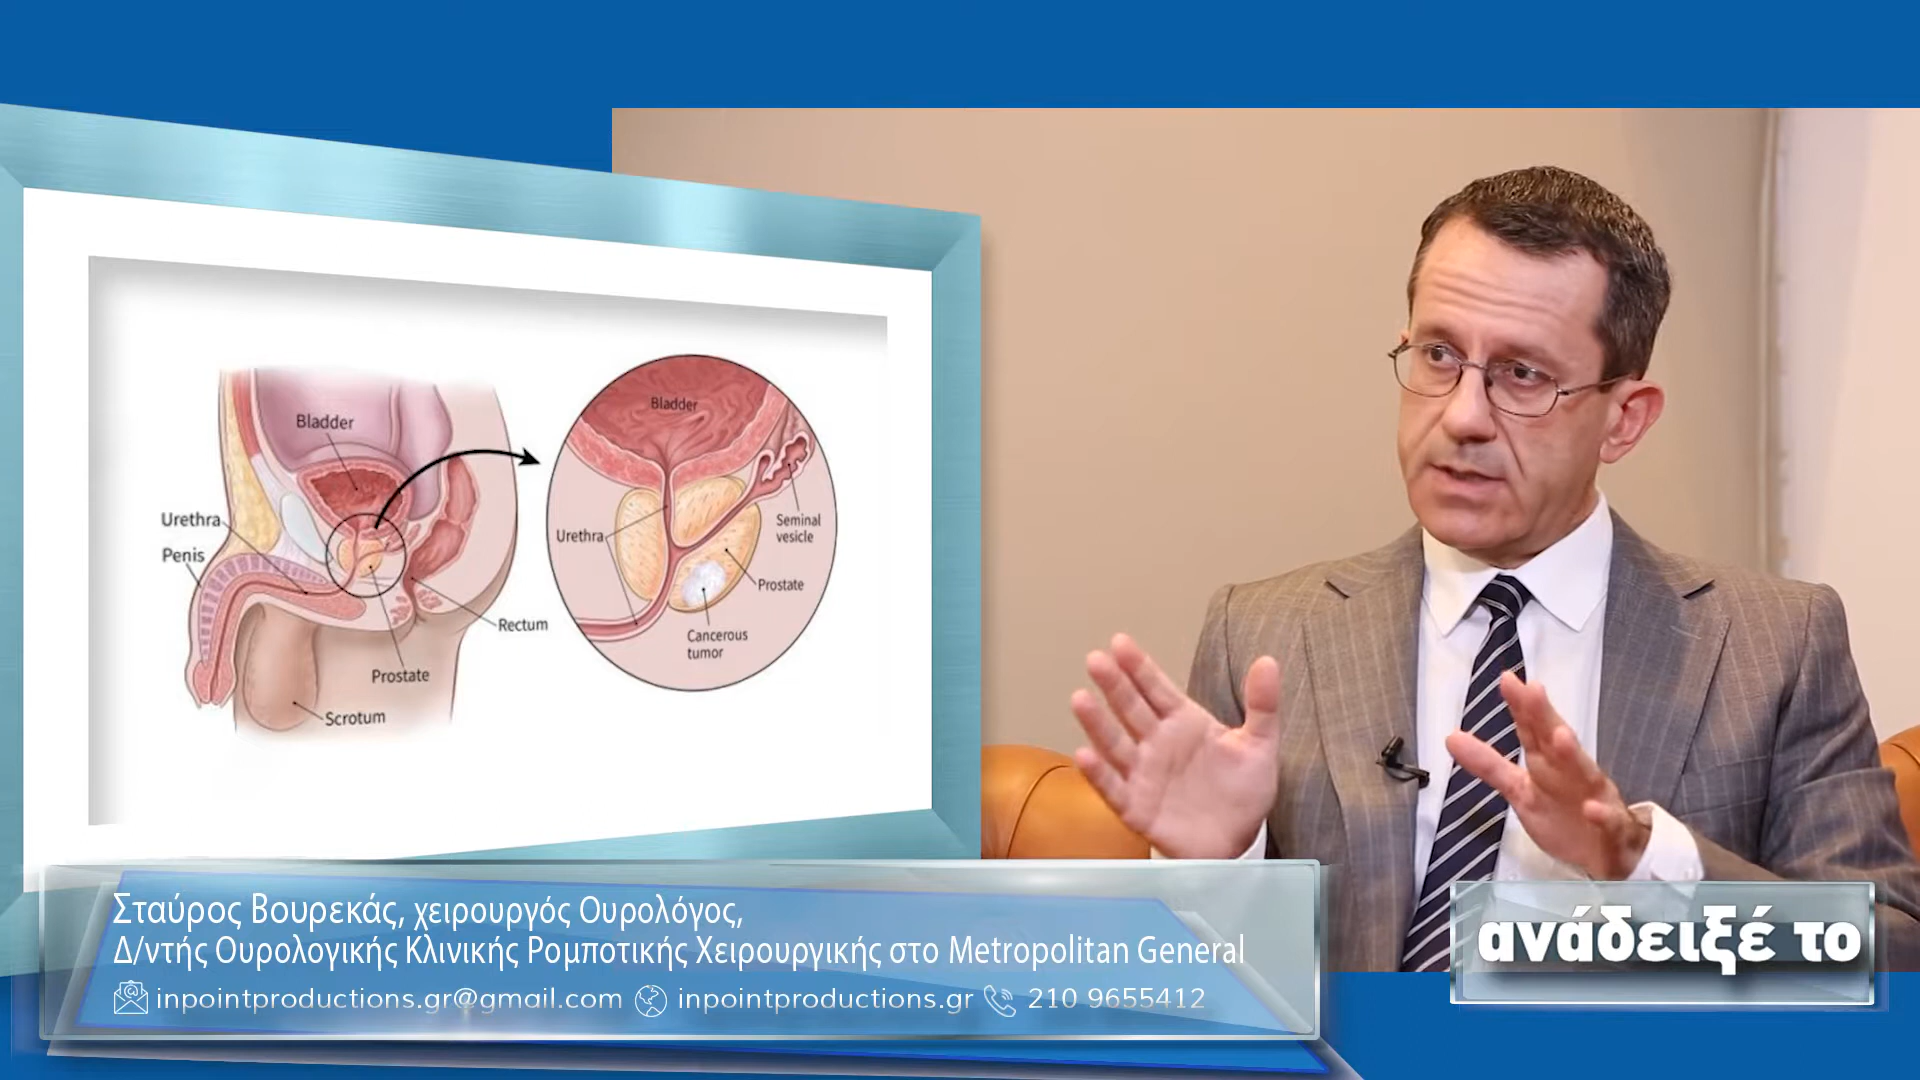 Bladder
Urethra
Penis
Rectum
Prostate
Scrotum
Bladder
Urethra
Seminal
vesicle
Prostate
Cancerous
tumor
Σταύρος Βουρεκάς, χειρουργός Ουρολόγος,
Δ/ντής Ουρολογικής Κλινικής Ρομποτικής Χειρουργικής στο Metropolitan General
inpointproductions.gr@gmail.com inpointproductions.gr 210 9655412
ανάδειξέ το